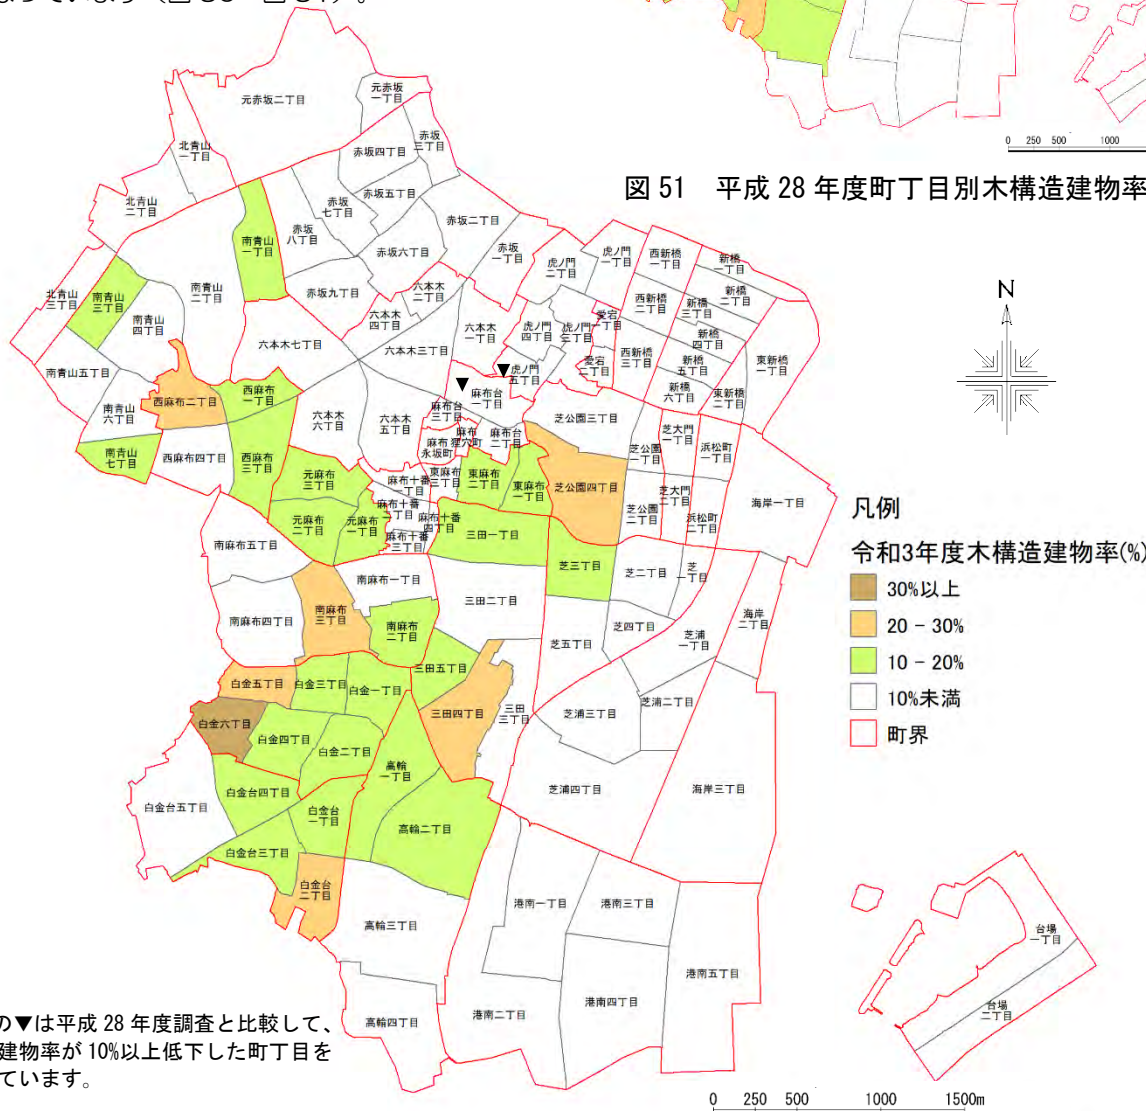 なっています
0 250 500 1000
図 51 平成 28 年度町丁目別木構造建物率
N
元赤坂二丁目
元赤坂
一丁目
北青山
一丁目
赤坂四丁目
赤坂
三丁目
北青山
二丁目
赤坂
七丁目
赤坂五丁目
赤坂
八丁目
赤坂二丁目
赤坂六丁目
赤坂
一丁目
南青山
一丁目
南青山
二丁目
赤坂九丁目
北青山
三丁目
南青山
三丁目
南青山
四丁目
南青山五丁目
南青山
六丁目
南青山
七丁目
虎ノ門
一丁目
虎ノ門
二丁目
西新橋
一丁目
新橋
一丁目
西新橋
二丁目
新橋
二丁目
新橋
三丁目
新橋
四丁目
新橋
五丁目
新橋
六丁目
西新橋
三丁目
東新橋
一丁目
東新橋
二丁目
愛宕
一丁目
愛宕
二丁目
虎ノ門
三丁目
虎ノ門
四丁目
虎ノ門
五丁目
六本木
一丁目
六本木
二丁目
六本木三丁目
六本木
四丁目
六本木
五丁目
六本木
六丁目
六本木七丁目
▼
▼
麻布台
一丁目
麻布台
二丁目
麻布台
三丁目
麻布
狸穴町
麻布
永坂町
西麻布
一丁目
西麻布二丁目
西麻布
三丁目
西麻布四丁目
東麻布
一丁目
東麻布
二丁目
東麻布
三丁目
麻布十番
一丁目
麻布十番
二丁目
麻布十番
三丁目
麻布十番
四丁目
元麻布
一丁目
元麻布
二丁目
元麻布
三丁目
芝公園三丁目
芝公園
一丁目
芝公園
二丁目
芝公園四丁目
芝大門
一丁目
芝大門
二丁目
浜松町
一丁目
浜松町
二丁目
海岸一丁目
海岸
二丁目
海岸三丁目
南麻布一丁目
南麻布
二丁目
南麻布
三丁目
南麻布四丁目
南麻布五丁目
三田一丁目
三田二丁目
三田
三丁目
三田四丁目
三田五丁目
芝
一丁目
芝二丁目
芝三丁目
芝四丁目
芝五丁目
芝浦
一丁目
芝浦二丁目
芝浦三丁目
芝浦四丁目
白金一丁目
白金二丁目
白金三丁目
白金四丁目
白金五丁目
白金六丁目
白金台
一丁目
白金台
二丁目
白金台三丁目
白金台四丁目
白金台五丁目
高輪
一丁目
高輪二丁目
高輪三丁目
高輪四丁目
港南一丁目
港南二丁目
港南三丁目
港南四丁目
港南五丁目
台場
一丁目
台場
二丁目
凡例
令和3年度木構造建物率(%)
30%以上
20 - 30%
10 - 20%
10%未満
町界
の▼は平成 28 年度調査と比較して、
建物率が 10%以上低下した町丁目を
ています。
0 250 500 1000 1500m